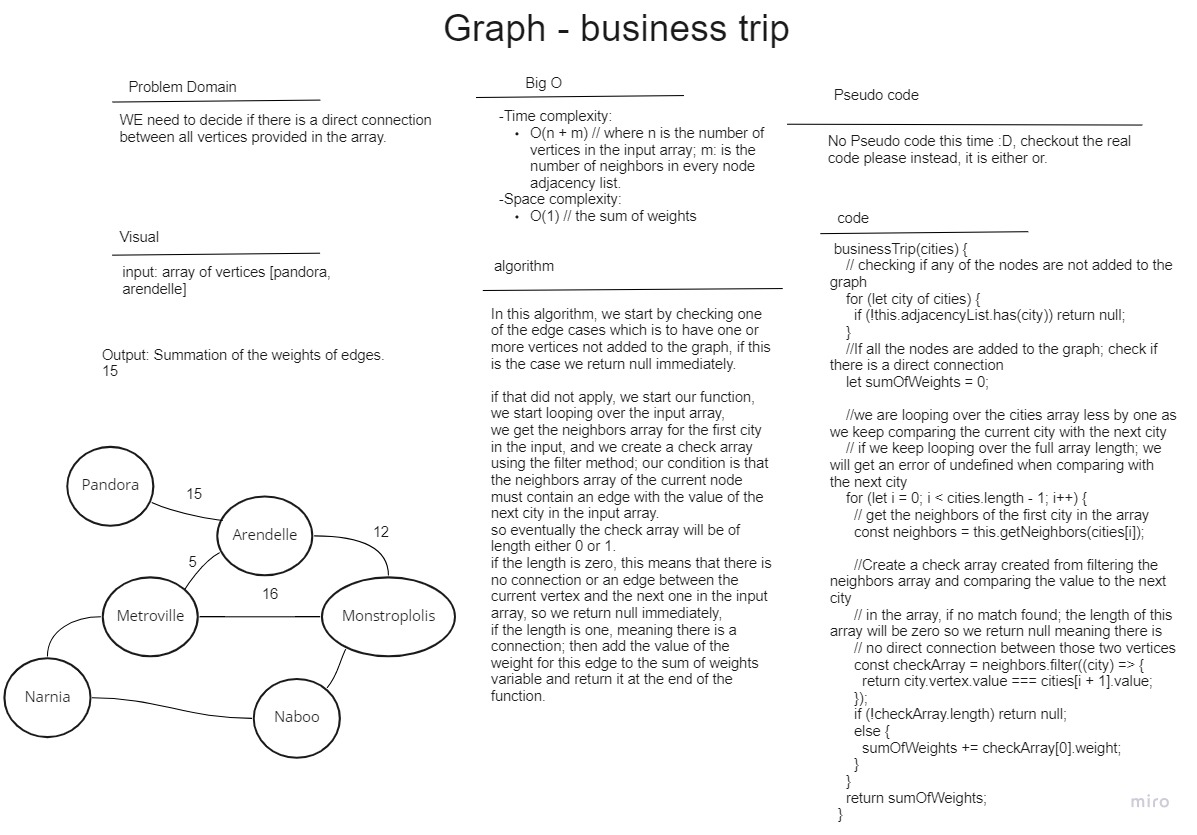 Graph - business trip
Problem Domain
WE need to decide if there is a direct connection
between all vertices provided in the array.
Visual
input: array of vertices [pandora,
arendelle]
Output: Summation of the weights of edges.
15
Pandora
15
Arendelle
12
5
16
Metroville
Monstroplolis
Narnia
Naboo
Big O
-Time complexity:
• O(n + m) // where n is the number of
vertices in the input array; m: is the
number of neighbors in every node
adjacency list.
-Space complexity:
• O(1) // the sum of weights
algorithm
In this algorithm, we start by checking one
of the edge cases which is to have one or
more vertices not added to the graph, if this
is the case we return null immediately.
if that did not apply, we start our function,
we start looping over the input array,
we get the neighbors array for the first city
in the input, and we create a check array
using the filter method; our condition is that
the neighbors array of the current node
must contain an edge with the value of the
next city in the input array.
so eventually the check array will be of
length either 0 or 1.
if the length is zero, this means that there is
no connection or an edge between the
current vertex and the next one in the input
array, so we return null immediately,
if the length is one, meaning there is a
connection; then add the value of the
weight for this edge to the sum of weights
variable and return it at the end of the
function.
Pseudo code
No Pseudo code this time :D, checkout the real
code please instead, it is either or.
code
businessTrip(cities) {
// checking if any of the nodes are not added to the
graph
for (let city of cities) {
if (!this.adjacencyList.has(city)) return null;
}
//If all the nodes are added to the graph; check if
there is a direct connection
let sumOfWeights = 0;
//we are looping over the cities array less by one as
we keep comparing the current city with the next city
// if we keep looping over the full array length; we
will get an error of undefined when comparing with
the next city
for (let i = 0; i < cities.length - 1; i++) {
// get the neighbors of the first city in the array
const neighbors = this.getNeighbors(cities[i]);
//Create a check array created from filtering the
neighbors array and comparing the value to the next
city
// in the array, if no match found; the length of this
array will be zero so we return null meaning there is
// no direct connection between those two vertices
const checkArray = neighbors.filter((city) => {
return city.vertex.value === cities[i + 1].value;
});
if (!checkArray.length) return null;
else {
sumOfWeights += checkArray[0].weight;
}
}
return sumOfWeights;
}
miro